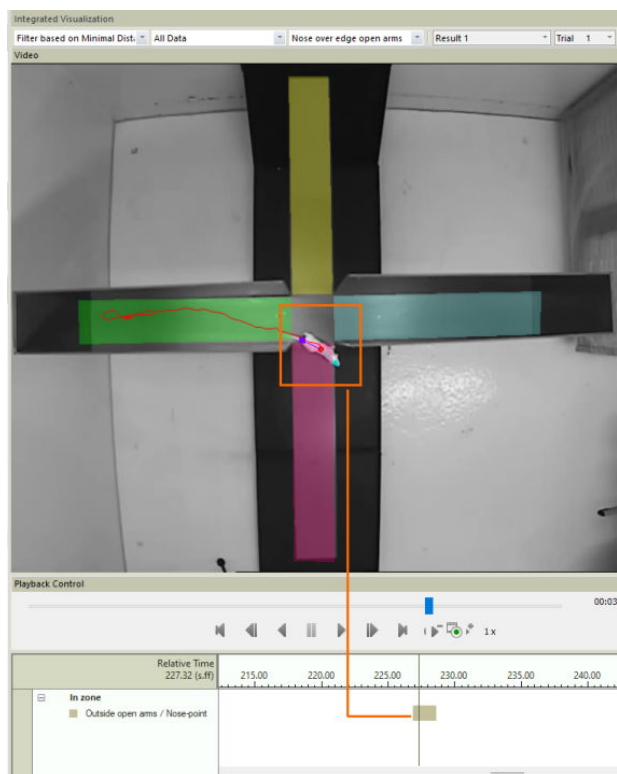 Integrated Visualization
Filter based on Minimal Dist. All Data Nose over edge open arms Result 1 Trial 1
Video
Playback Control
00:03
1x
Relative Time
227.32 (s.ff) 215.00 220.00 225.00 230.00 235.00 240.00
In zone
Outside open arms / Nose-point